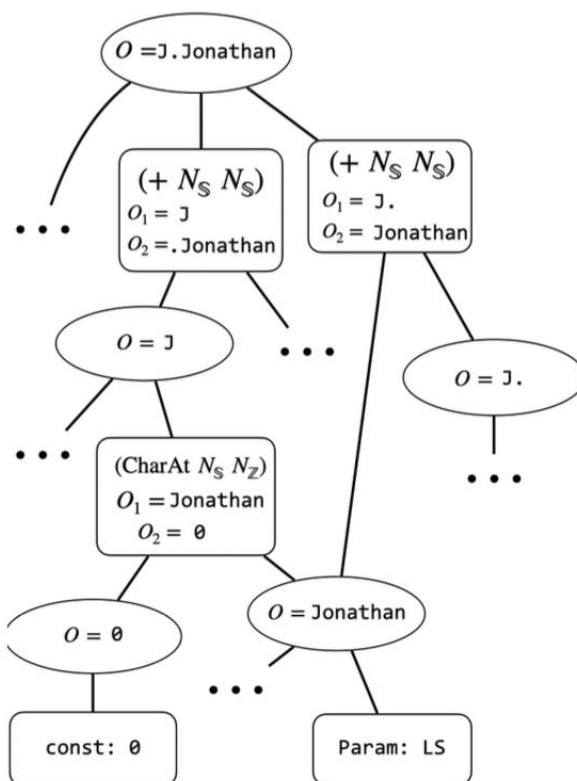 O =J.Jonathan
(+ N𝕊 N𝕊)
O₁ = J
O₂ =.Jonathan
(+ N𝕊 N𝕊)
O₁ = J.
O₂ = Jonathan
• • •
O = J
• • •
O = J.
• • •
(CharAt N𝕊 Nℤ)
O₁ =Jonathan
O₂ = 0
• • •
O = 0
O = Jonathan
• • •
const: 0
Param: LS